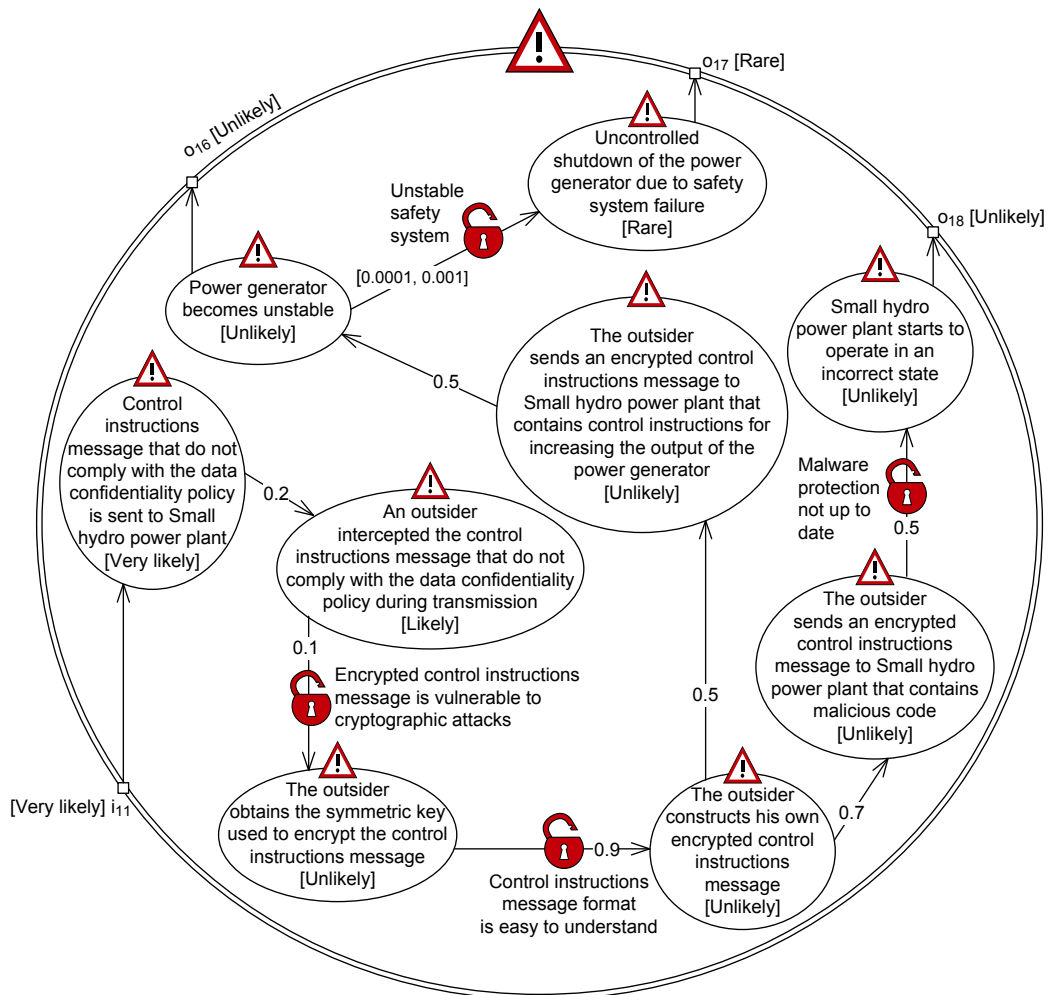 o17 [Rare]
o16 [Unlikely]
Uncontrolled
shutdown of the power
generator due to safety
system failure
[Rare]
Unstable
safety
system
o18 [Unlikely]
[0.0001, 0.001]
Power generator
becomes unstable
[Unlikely]
The outsider
sends an encrypted control
instructions message to
Small hydro power plant that
contains control instructions for
increasing the output of the
power generator
[Unlikely]
Small hydro
power plant starts to
operate in an
incorrect state
[Unlikely]
0.5
Control
instructions
message that do not
comply with the data
confidentiality policy
is sent to Small
hydro power plant
[Very likely]
0.2
Malware
protection
not up to
date
0.5
An outsider
intercepted the control
instructions message that do not
comply with the data confidentiality
policy during transmission
[Likely]
0.1
Encrypted control instructions
message is vulnerable to
cryptographic attacks
The outsider
sends an encrypted
control instructions
message to Small hydro
power plant that contains
malicious code
[Unlikely]
0.5
[Very likely] i11
The outsider
obtains the symmetric key
used to encrypt the control
instructions message
[Unlikely]
0.9
Control instructions
message format
is easy to understand
The outsider
constructs his own
encrypted control
instructions
message
[Unlikely]
0.7